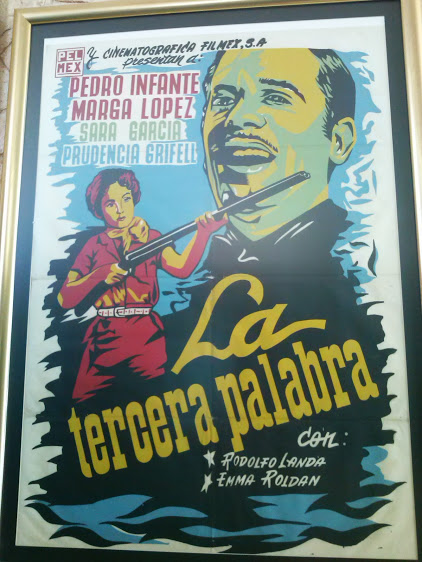 PEL
MEX
Y CINEMATOGRAFICA FILMEX, S.A
presentan a:
PEDRO INFANTE
MARGA LOPEZ
SARA GARCIA
PRUDENCIA GRIFELL
La
tercera palabra
con:
RODOLFO LANDA
EMMA ROLDAN